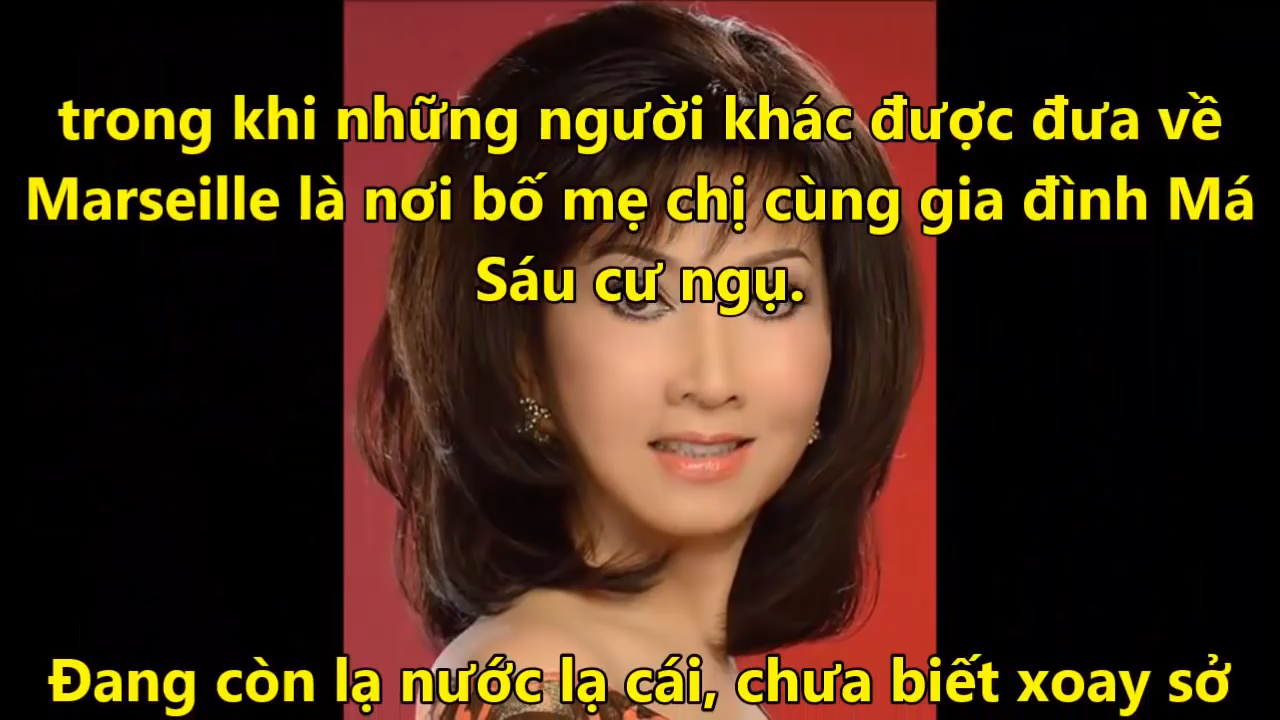 trong khi những người khác được đưa về
Marseille là nơi bố mẹ chị cùng gia đình Má
Sáu cư ngụ.
Đang còn lạ nước lạ cái, chưa biết xoay sở